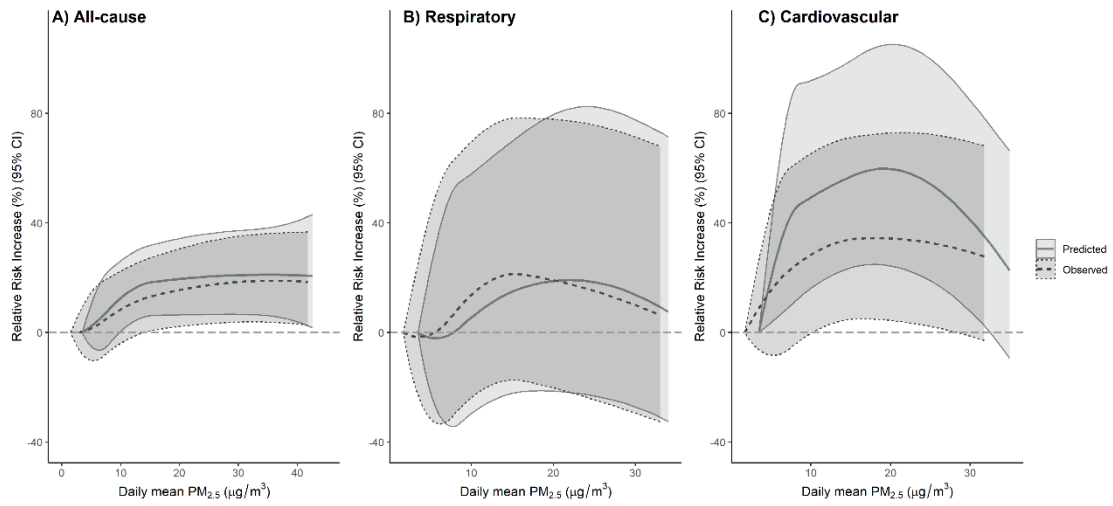 A) All-cause
B) Respiratory
C) Cardiovascular
Relative Risk Increase (%) (95% CI)
80
40
0
-40
0
10
20
30
40
Daily mean PM2.5 (μg/m³)
Relative Risk Increase (%) (95% CI)
80
40
0
-40
10
20
30
Daily mean PM2.5 (μg/m³)
Relative Risk Increase (%) (95% CI)
80
40
0
-40
10
20
30
Daily mean PM2.5 (μg/m³)
Predicted
Observed